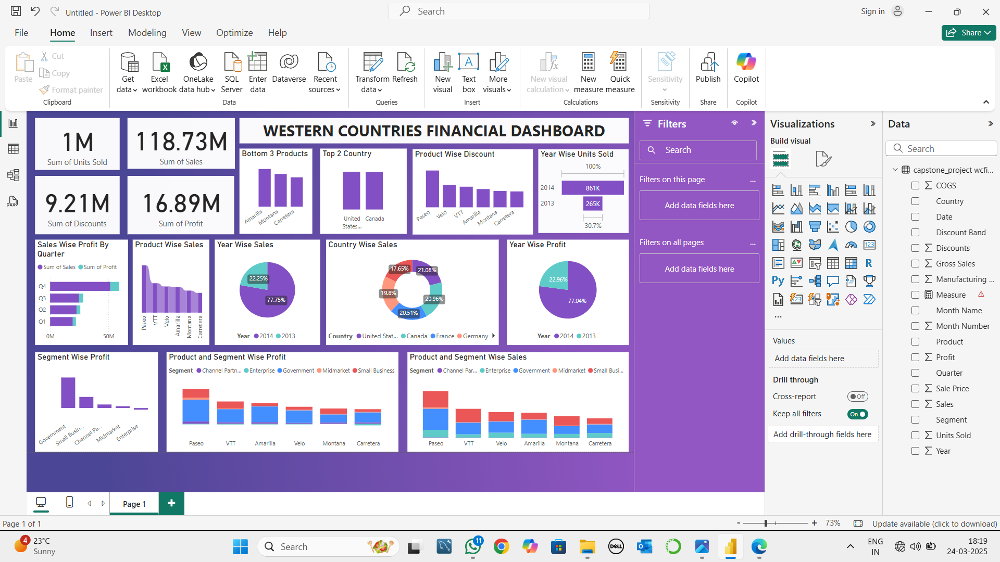 Untitled - Power BI Desktop
Search
Sign in
File
Home
Insert
Modeling
View
Optimize
Help
Share
Paste
Cut
Copy
Format painter
Clipboard
Get data
Excel workbook
OneLake data hub
SQL Server
Enter data
Dataverse
Recent sources
Data
Transform data
Refresh
Queries
New visual
A
Text box
More visuals
Insert
New visual calculation
New measure
Quick measure
Calculations
Sensitivity
Sensitivity
Publish
Share
Copilot
Copilot
DAX
1M
Sum of Units Sold
118.73M
Sum of Sales
9.21M
Sum of Discounts
16.89M
Sum of Profit
WESTERN COUNTRIES FINANCIAL DASHBOARD
Bottom 3 Products
Amarilla
Montana
Carretera
Top 2 Country
United States...
Canada
Product Wise Discount
Paseo
Velo
VTT
Amarilla
Montana
Carretera
Year Wise Units Sold
100%
2014
861K
2013
265K
30.7%
Sales Wise Profit By Quarter
Sum of Sales
Sum of Profit
Q4
Q3
Q2
Q1
0M
50M
Product Wise Sales
Paseo
VTT
Velo
Amarilla
Montana
Carretera
Year Wise Sales
22.25%
77.75%
Year
2014
2013
Country Wise Sales
17.65%
21.08%
19.8%
20.96%
20.51%
Country
United Stat...
Canada
France
Germany
Year Wise Profit
22.96%
77.04%
Year
2014
2013
Segment Wise Profit
Government
Small Busin...
Channel Pa...
Midmarket
Enterprise
Product and Segment Wise Profit
Segment
Channel Partn...
Enterprise
Government
Midmarket
Small Business
Paseo
VTT
Amarilla
Velo
Montana
Carretera
Product and Segment Wise Sales
Segment
Channel Par...
Enterprise
Government
Midmarket
Small Busi...
Paseo
VTT
Velo
Amarilla
Montana
Carretera
Filters
Search
Filters on this page
...
Add data fields here
Filters on all pages
...
Add data fields here
Visualizations
Build visual
123
R
Py
123
...
Values
Add data fields here
Drill through
Cross-report
Off
Keep all filters
On
Add drill-through fields here
Data
Search
capstone_project wcfi...
COGS
Country
Date
Discount Band
Discounts
Gross Sales
Manufacturing ...
Measure
Month Name
Month Number
Product
Profit
Quarter
Sale Price
Sales
Segment
Units Sold
Year
Page 1
Page 1 of 1
- + 73%
Update available (click to download)
4
23°C
Sunny
Search
11
DELL
ENG
IN
18:19
24-03-2025